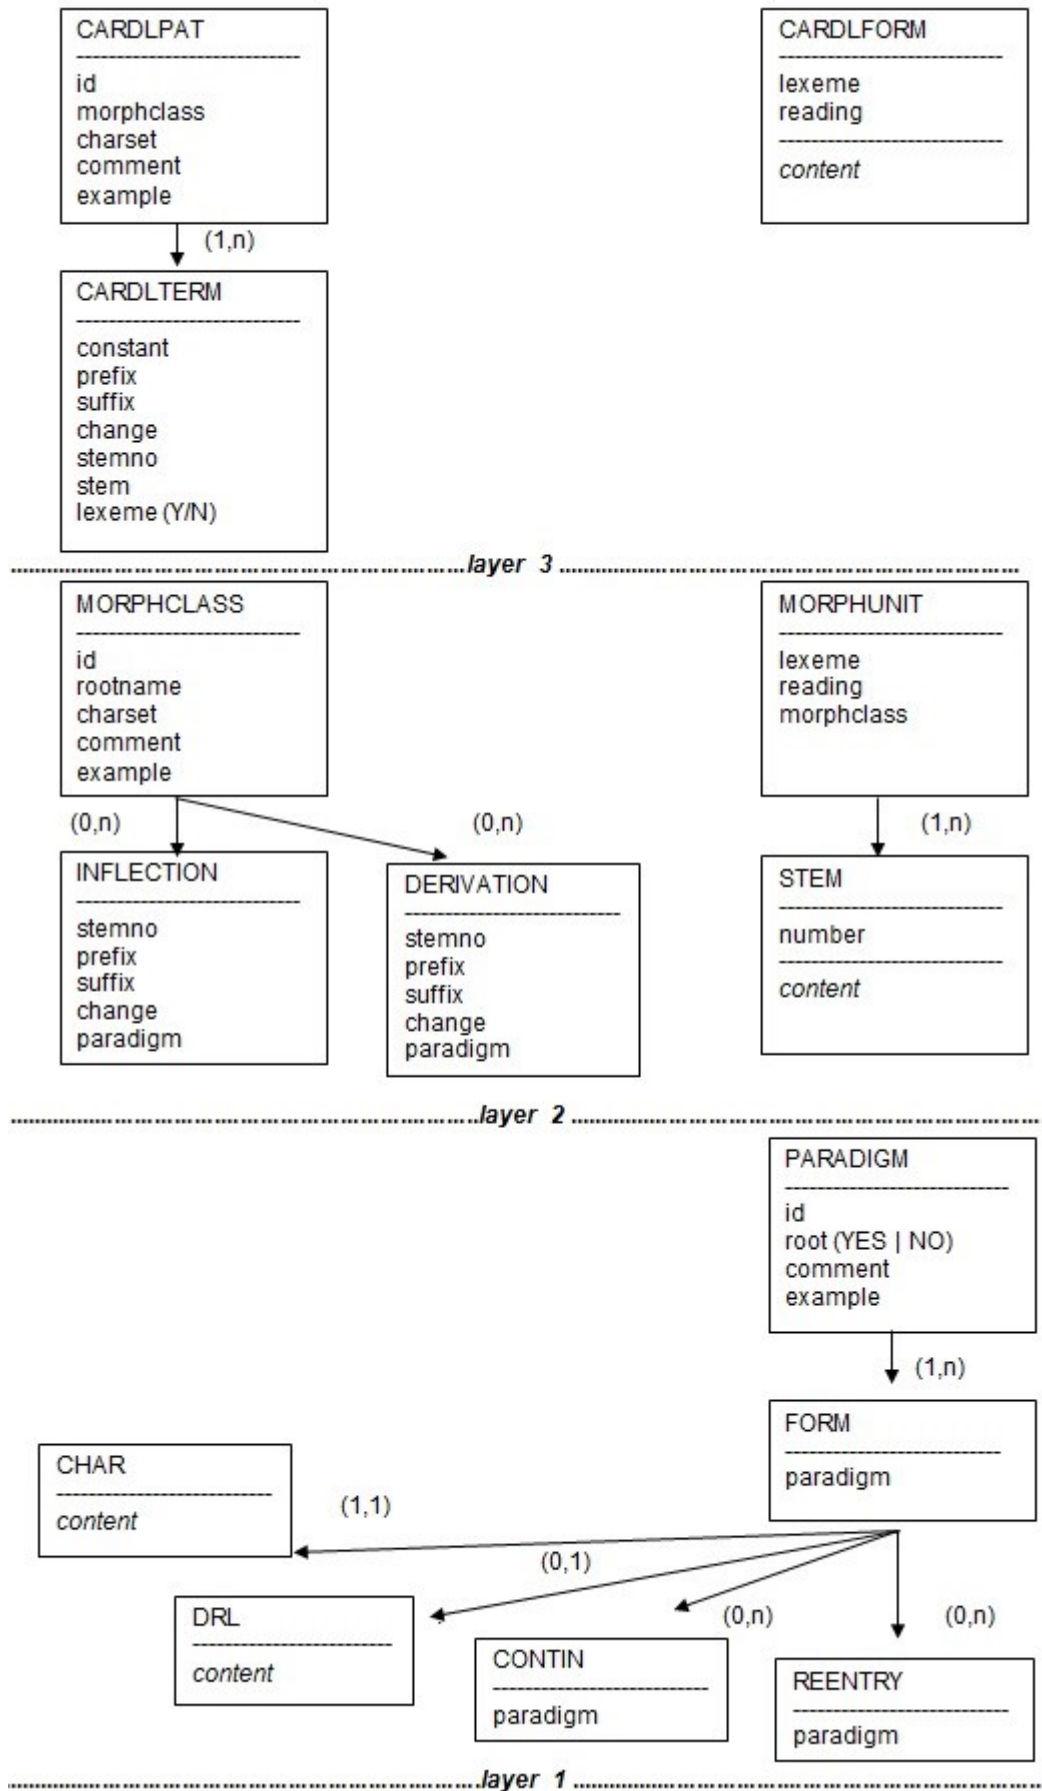 CARDLPAT
id
morphclass
charset
comment
example
(1,n)
CARDLTERM
constant
prefix
suffix
change
stemno
stem
lexeme (Y/N)
CARDLFORM
lexeme
reading
content
layer 3
MORPHCLASS
id
rootname
charset
comment
example
(0,n)
(0,n)
INFLECTION
stemno
prefix
suffix
change
paradigm
DERIVATION
stemno
prefix
suffix
change
paradigm
MORPHUNIT
lexeme
reading
morphclass
(1,n)
STEM
number
content
layer 2
PARADIGM
id
root (YES | NO)
comment
example
(1,n)
FORM
paradigm
CHAR
content
(1,1)
(0,1)
(0,n)
(0,n)
DRL
content
CONTIN
paradigm
REENTRY
paradigm
layer 1